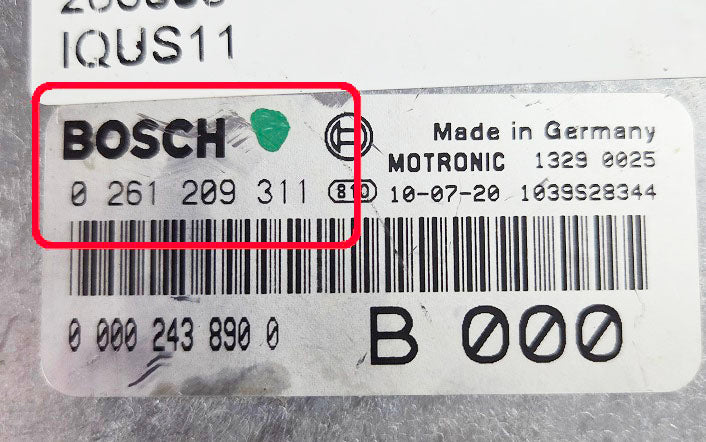 IQUS11
BOSCH
Made in Germany
MOTRONIC 1329 0025
0 261 209 311 810 10-07-20 1039S28344
0 000 243 890 0
B 000